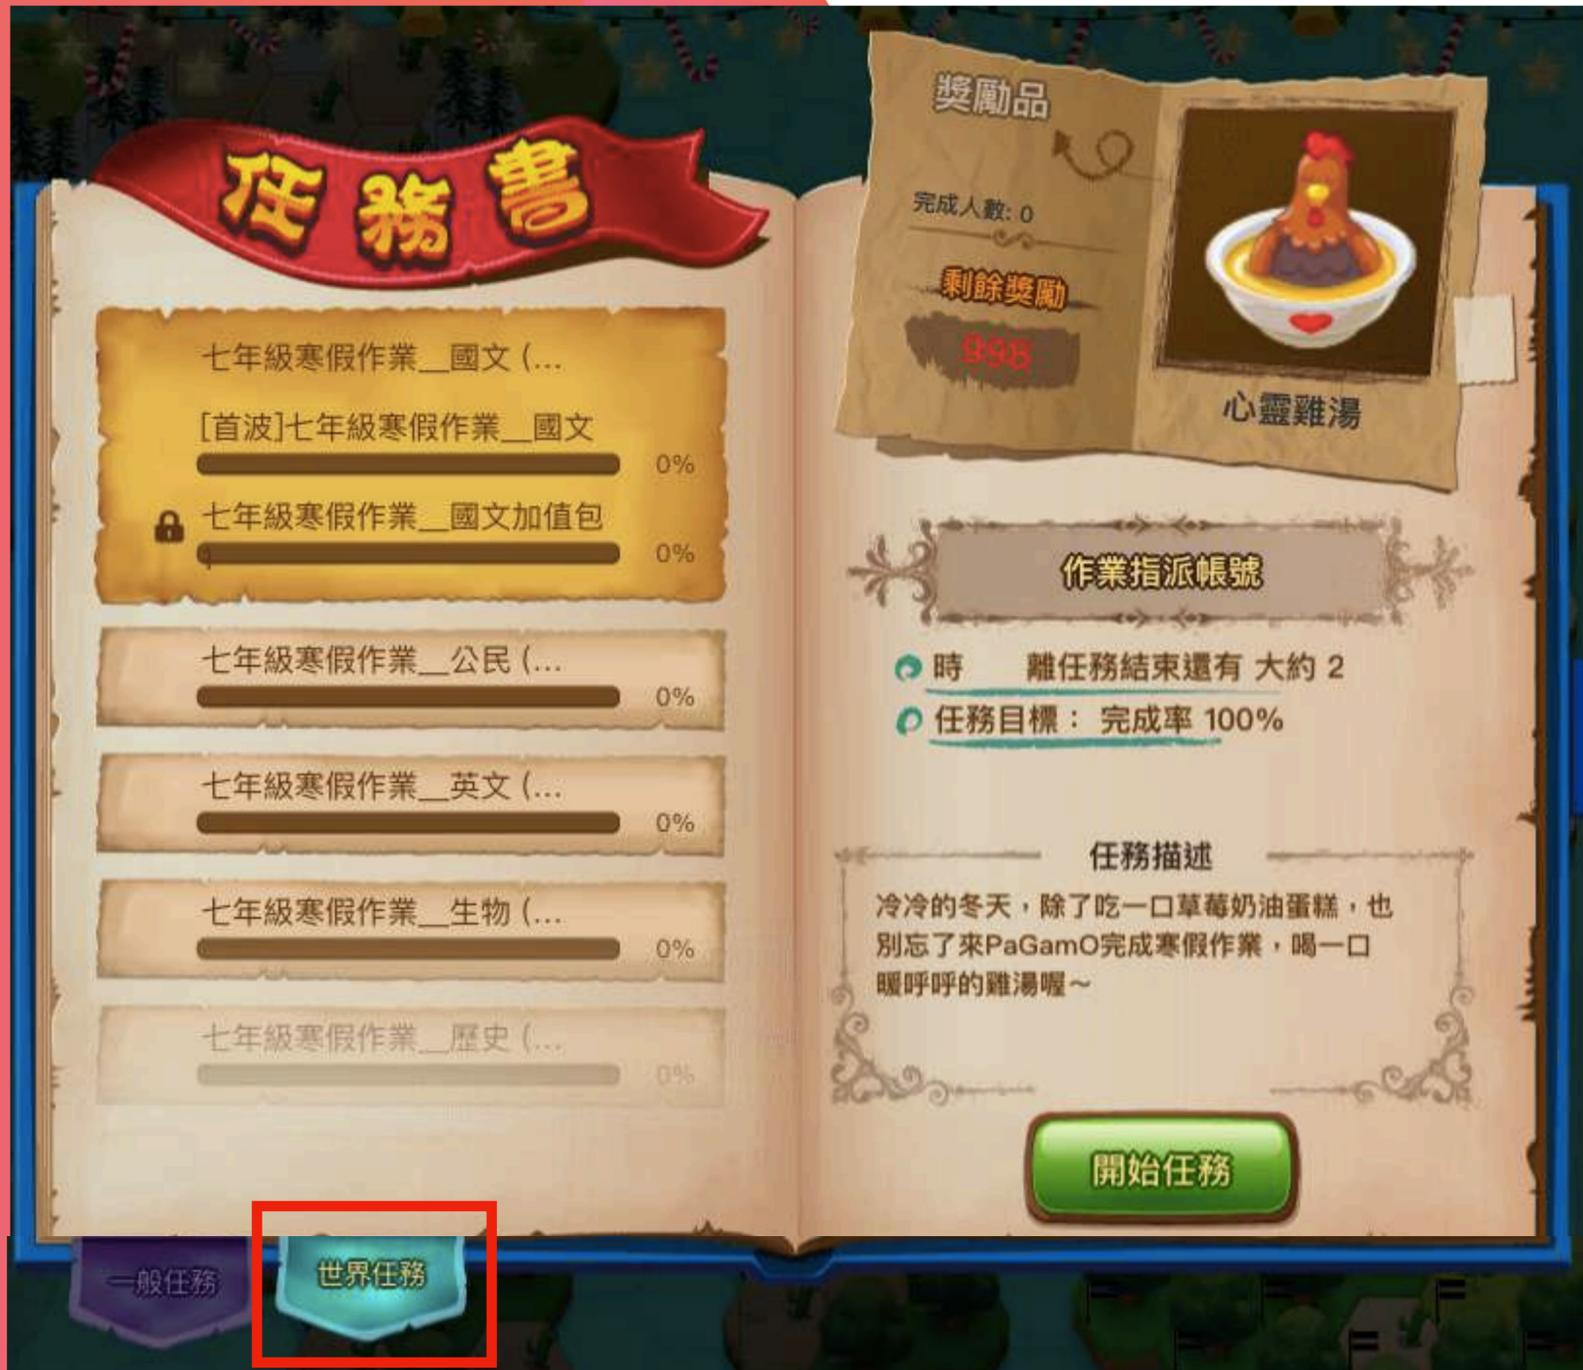 任務書
七年級寒假作業__國文 (...
[首波]七年級寒假作業__國文
0%
七年級寒假作業__國文加值包
0%
七年級寒假作業__公民 (...
0%
七年級寒假作業__英文 (...
0%
七年級寒假作業__生物 (...
0%
七年級寒假作業__歷史 (...
0%
一般任務
世界任務
獎勵品
完成人數: 0
剩餘獎勵
998
心靈雞湯
作業指派帳號
時 離任務結束還有 大約 2
任務目標： 完成率 100%
任務描述
冷冷的冬天，除了吃一口草莓奶油蛋糕，也
別忘了來PaGamO完成寒假作業，喝一口
暖呼呼的雞湯喔～
開始任務